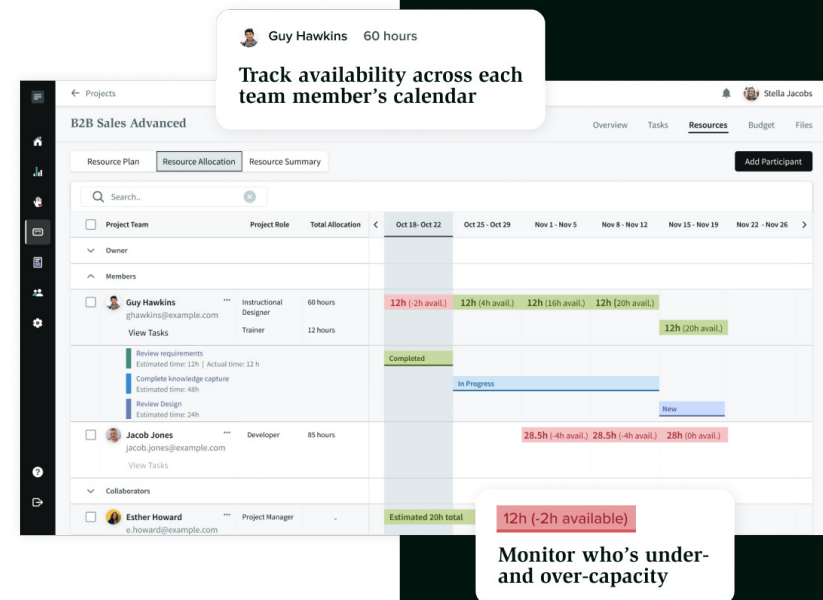 Guy Hawkins 60 hours
Track availability across each
team member's calendar
← Projects
Stella Jacobs
B2B Sales Advanced
Overview Tasks Resources Budget Files
Resource Plan Resource Allocation Resource Summary
Add Participant
Search..
Project Team Project Role Total Allocation < Oct 18- Oct 22 Oct 25 - Oct 29 Nov 1 - Nov 5 Nov 8 - Nov 12 Nov 15 - Nov 19 Nov 22 - Nov 26 >
Owner
Members
Guy Hawkins ··· Instructional Designer 60 hours 12h (-2h avail.) 12h (4h avail.) 12h (16h avail.) 12h (20h avail.)
ghawkins@example.com
View Tasks Trainer 12 hours 12h (20h avail.)
Review requirements
Estimated time: 12h | Actual time: 12 h
Completed
Complete knowledge capture
Estimated time: 48h
In Progress
Review Design
Estimated time: 24h
New
Jacob Jones ··· Developer 85 hours 28.5h (-4h avail.) 28.5h (-4h avail.) 28h (0h avail.)
jacob.jones@example.com
View Tasks
Collaborators
Esther Howard ··· Project Manager - Estimated 20h total
e.howard@example.com
12h (-2h available)
Monitor who's under-
and over-capacity